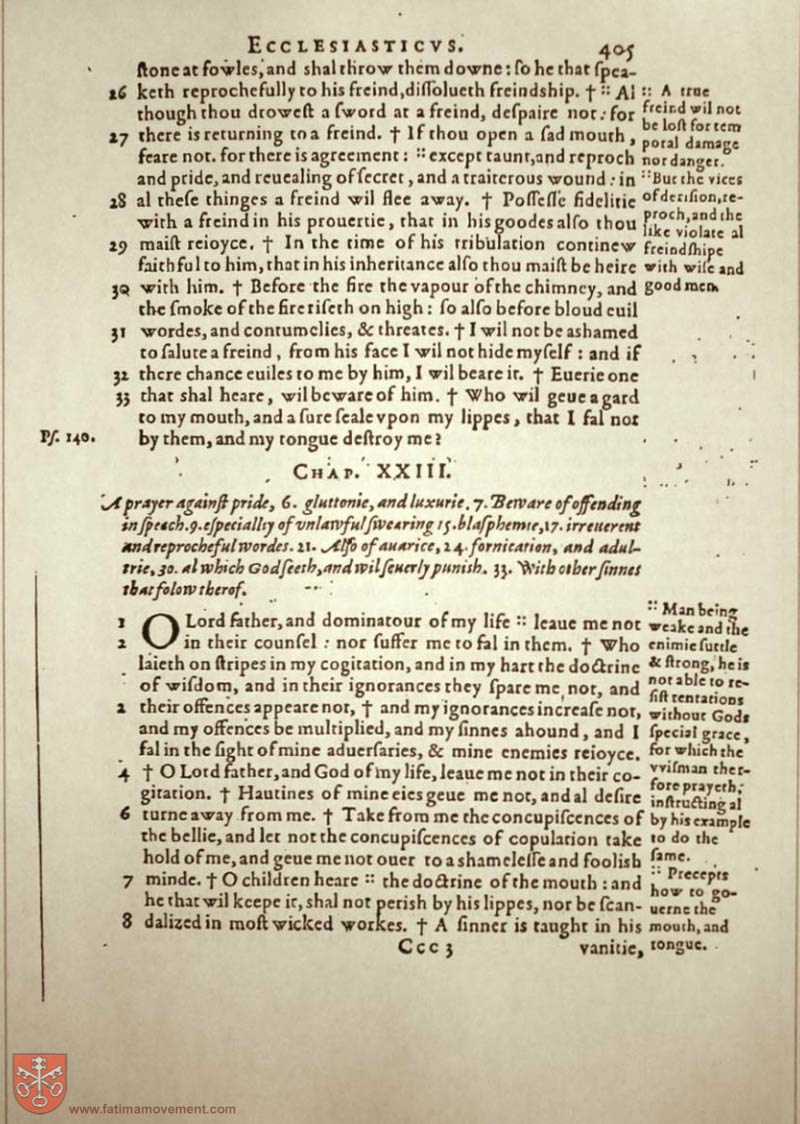 ECCLESIASTICVS. 405
ſtone at fowles, and shal throw them downe: ſo he that ſpea-
26 keth reprochefully to his freind, diſſolueth freindship. † :: Al
though thou droweſt a ſword at a freind, deſpaire not: for
27 there is returning to a freind. † If thou open a ſad mouth,
feare not. for there is agreement: :: except taunt, and reproch
and pride, and reuealing of ſecret, and a traiterous wound: in
28 al theſe thinges a freind wil flee away. † Poſſeſſe fidelitie
with a freind in his prouertie, that in his goodes alſo thou
29 maiſt reioyce. † In the time of his tribulation continew
faithful to him, that in his inheritance alſo thou maiſt be heire
30 with him. † Before the fire the vapour of the chimney, and
the ſmoke of the fire riſeth on high: ſo alſo before bloud euil
31 wordes, and contumelies, & threates. † I wil not be ashamed
to ſalute a freind, from his face I wil not hide myſelf: and if
32 there chance euiles to me by him, I wil beare it. † Euerie one
33 that shal heare, wil beware of him. † Who wil geue a gard
to my mouth, and a ſure ſeale vpon my lippes, that I fal not
by them, and my tongue deſtroy me?
:: A true
freind wil not
be loſt for tem
poral damage
nor danger.
:: But the vices
of deriſion, re-
proch, and the
like violate al
freindſhipe
with wiſe and
good men
Pſ. 140.
CHAP. XXIII.
A prayer againſt pride, 6. gluttonie, and luxurie. 7. Beware of offending
in ſpeach. 9. eſpecialley of vnlawful ſwearing 15. blaſphemie, 17. irreuerent
and reprocheful wordes. 21. Alſo of auarice, 24. fornication, and adul-
trie, 30. al which God ſeeth, and wil ſeuerly punish. 33. With other ſinnes
that folow therof.
1 O Lord father, and dominatour of my life :: leaue me not
2 in their counſel: nor ſuffer me to fal in them. † Who
laieth on ſtripes in my cogitation, and in my hart the doctrine
of wiſdom, and in their ignorances they ſpare me not, and
2 their offences appeare not, † and my ignorances increaſe not,
and my offences be multiplied, and my ſinnes abound, and I
fal in the ſight of mine aduerſaries, & mine enemies reioyce.
4 † O Lord father, and God of my life, leaue me not in their co-
gitation. † Hautines of mine eies geue me not, and al deſire
6 turne away from me. † Take from me the concupiſcences of
the bellie, and let not the concupiſcences of copulation take
hold of me, and geue me not ouer to a shameleſſe and foolish
7 minde. † O children heare :: the doctrine of the mouth: and
he that wil keepe it, shal not perish by his lippes, nor be ſcan-
8 dalized in moſt wicked workes. † A ſinner is taught in his
Ccc 3 vanitie,
:: Man being
weake and the
enimie ſuttle
& ſtrong, he is
not able to re-
ſiſt tentations
without Gods
ſpecial grace,
for which the
vviſman ther-
fore prayeth;
inſtructing al
by his example
to do the
ſame.
:: Precepts
how to go-
uerne the
mouth, and
tongue.
www.fatimamovement.com